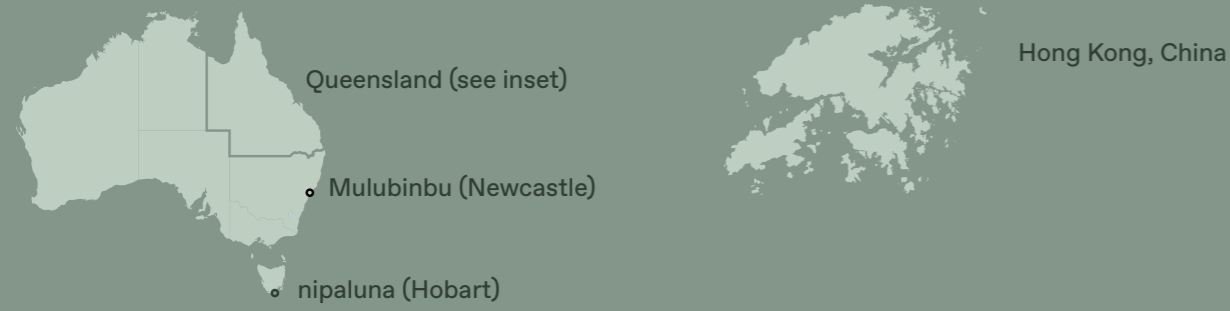 Queensland (see inset)
Hong Kong, China
Mulubinbu (Newcastle)
nipaluna (Hobart)